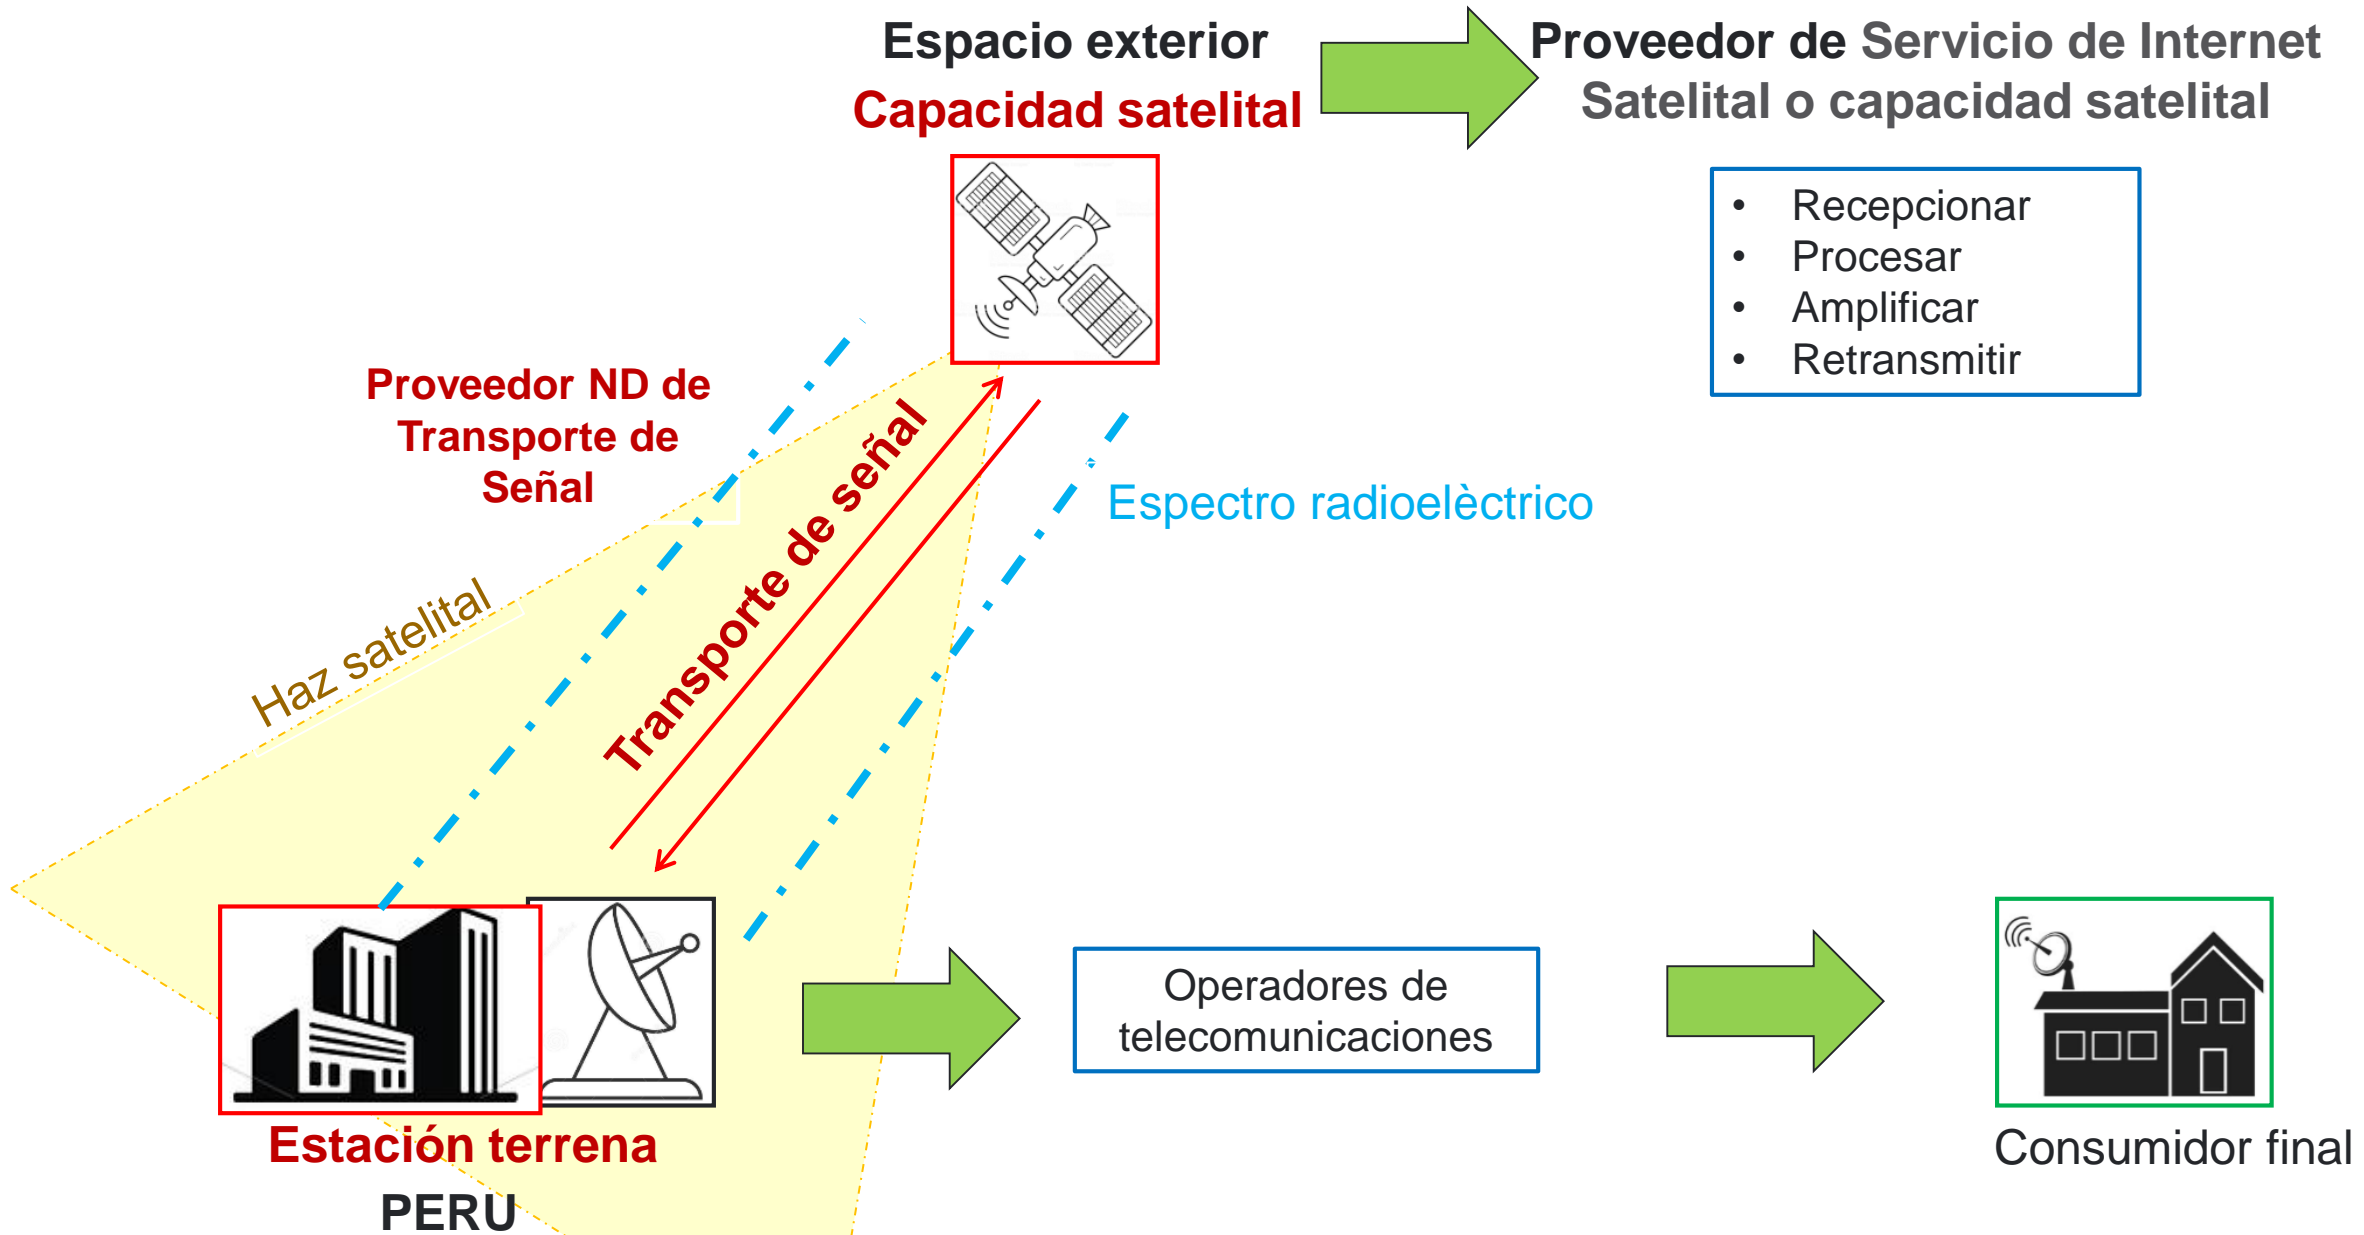 Espacio exterior
Capacidad satelital
Proveedor de Servicio de Internet
Satelital o capacidad satelital
• Recepcionar
• Procesar
• Amplificar
• Retransmitir
Proveedor ND de
Transporte de
Señal
Transporte de señal
Espectro radioelèctrico
Haz satelital
Operadores de
telecomunicaciones
Estación terrena
PERU
Consumidor final